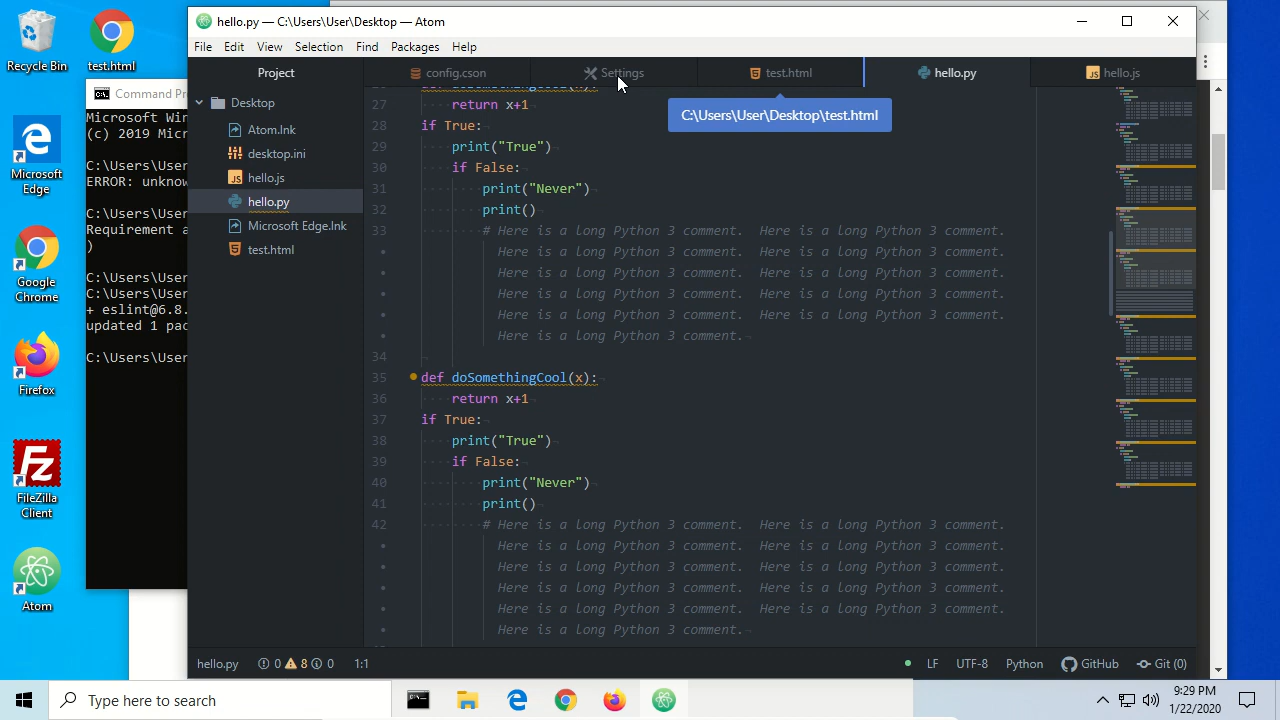 Recycle Bin
test.html
Microsoft Edge
Google Chrome
Firefox
FileZilla Client
Atom
Command Pr
Microsoft Win
(c) 2019 Micr
C:\Users\User
ERROR: unknow
C:\Users\User
Requirement a
)
C:\Users\User
C:\Users\User
+ eslint@6.8.
updated 1 pac
C:\Users\User
hello.py — C:\Users\User\Desktop — Atom
File Edit View Selection Find Packages Help
Project
config.cson Settings test.html hello.py hello.js
C:\Users\User\Desktop\test.html
Desktop
Atom.lnk
desktop.ini
hello.js
hello.py
Microsoft Edge.lnk
test.html
27 return x+1
28 if True:
29 print("True")
30 if False:
31 print("Never")
32 print()
33 # Here is a long Python 3 comment. Here is a long Python 3 comment.
Here is a long Python 3 comment. Here is a long Python 3 comment.
Here is a long Python 3 comment. Here is a long Python 3 comment.
Here is a long Python 3 comment. Here is a long Python 3 comment.
Here is a long Python 3 comment. Here is a long Python 3 comment.
Here is a long Python 3 comment.
34
35 def doSomethingCool(x):
36 return x+1
37 if True:
38 print("True")
39 if False:
40 print("Never")
41 print()
42 # Here is a long Python 3 comment. Here is a long Python 3 comment.
Here is a long Python 3 comment. Here is a long Python 3 comment.
Here is a long Python 3 comment. Here is a long Python 3 comment.
Here is a long Python 3 comment. Here is a long Python 3 comment.
Here is a long Python 3 comment. Here is a long Python 3 comment.
Here is a long Python 3 comment.
hello.py 0 8 0 1:1 LF UTF-8 Python GitHub Git (0)
Type here to search
9:29 PM
1/22/2020